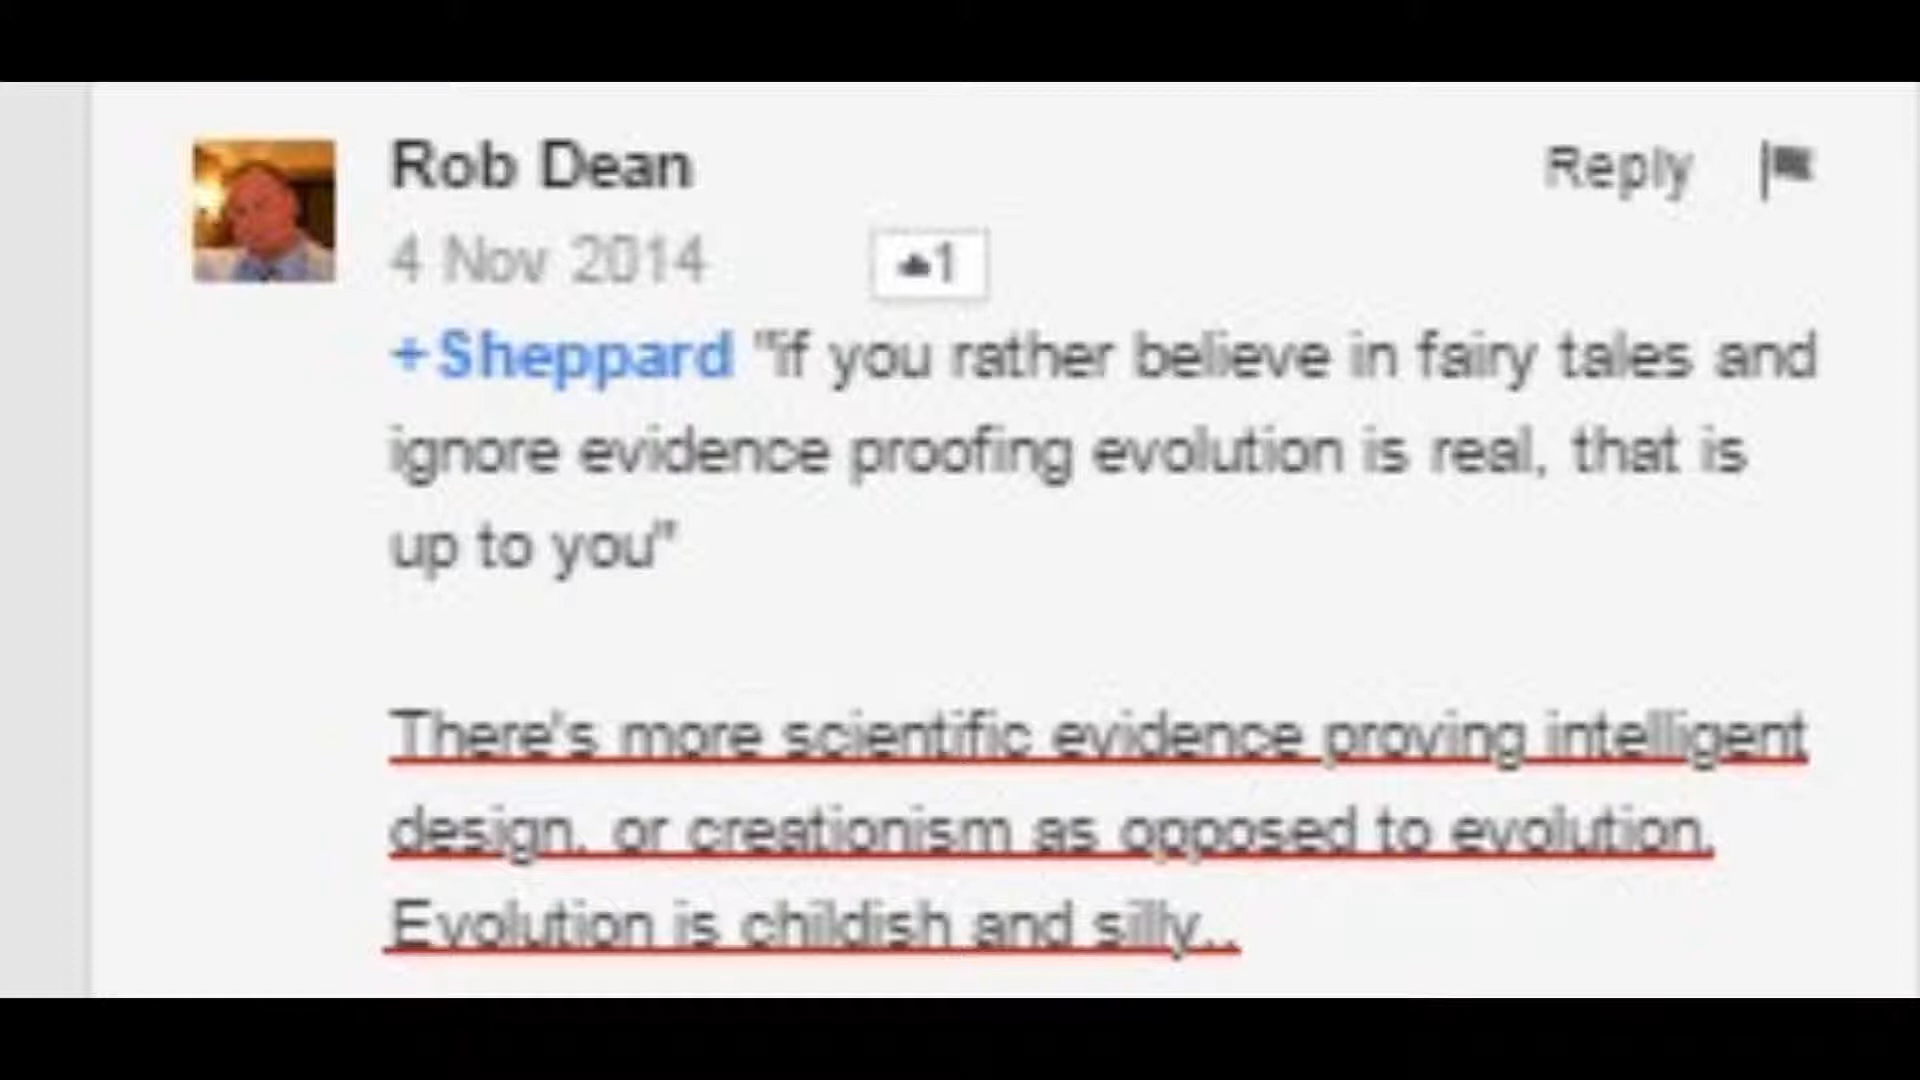 Rob Dean
Reply
4 Nov 2014
1
+Sheppard "if you rather believe in fairy tales and
ignore evidence proofing evolution is real, that is
up to you"
There's more scientific evidence proving intelligent
design, or creationism as opposed to evolution.
Evolution is childish and silly..